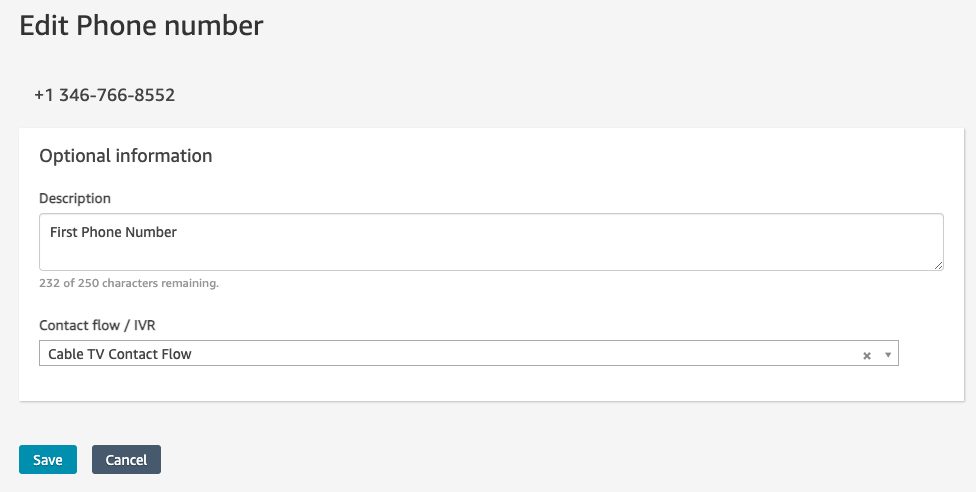 Edit Phone number
+1 346-766-8552
Optional information
Description
First Phone Number
232 of 250 characters remaining.
Contact flow / IVR
Cable TV Contact Flow
Save Cancel